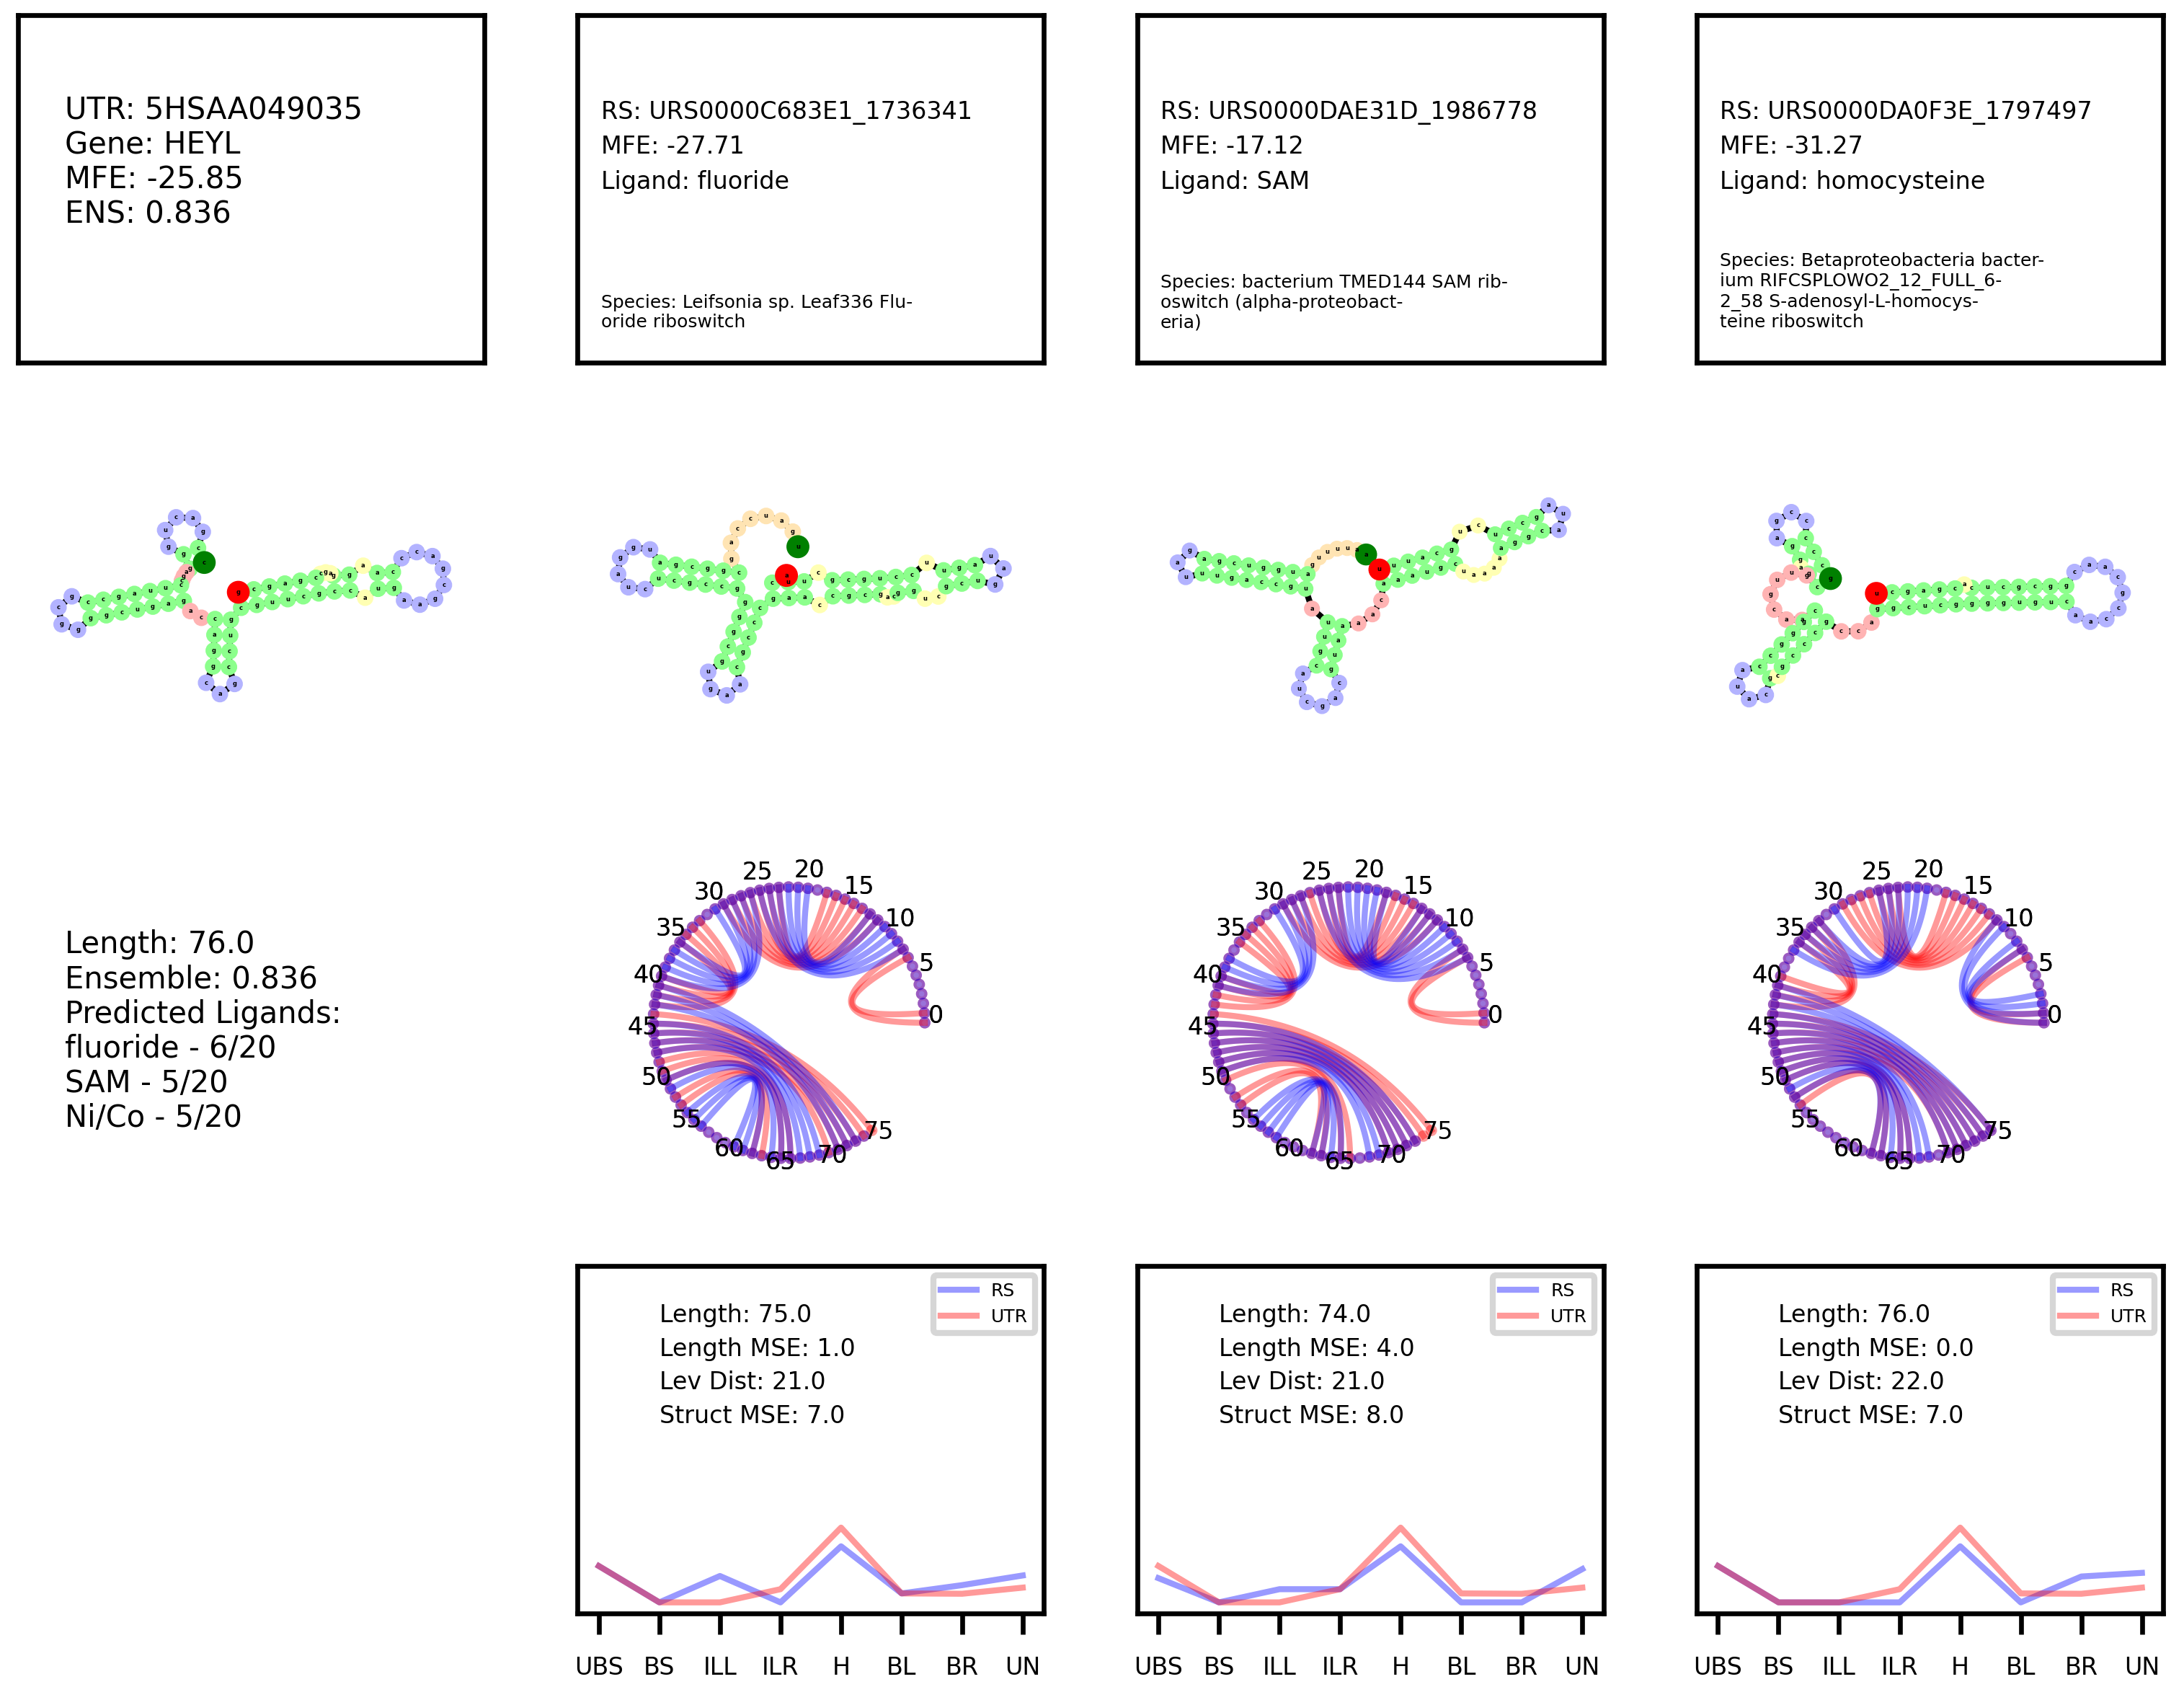 UTR: 5HSAA049035
Gene: HEYL
MFE: -25.85
ENS: 0.836
RS: URS0000C683E1_1736341
MFE: -27.71
Ligand: fluoride
Species: Leifsonia sp. Leaf336 Flu-
oride riboswitch
RS: URS0000DAE31D_1986778
MFE: -17.12
Ligand: SAM
Species: bacterium TMED144 SAM rib-
oswitch (alpha-proteobact-
eria)
RS: URS0000DA0F3E_1797497
MFE: -31.27
Ligand: homocysteine
Species: Betaproteobacteria bacter-
ium RIFCSPLOWO2_12_FULL_6-
2_58 S-adenosyl-L-homocys-
teine riboswitch
Length: 76.0
Ensemble: 0.836
Predicted Ligands:
fluoride - 6/20
SAM - 5/20
Ni/Co - 5/20
0 5 10 15 20 25 30 35 40 45 50 55 60 65 70 75
0 5 10 15 20 25 30 35 40 45 50 55 60 65 70 75
0 5 10 15 20 25 30 35 40 45 50 55 60 65 70 75
RS
UTR
Length: 75.0
Length MSE: 1.0
Lev Dist: 21.0
Struct MSE: 7.0
UBS BS ILL ILR H BL BR UN
RS
UTR
Length: 74.0
Length MSE: 4.0
Lev Dist: 21.0
Struct MSE: 8.0
UBS BS ILL ILR H BL BR UN
RS
UTR
Length: 76.0
Length MSE: 0.0
Lev Dist: 22.0
Struct MSE: 7.0
UBS BS ILL ILR H BL BR UN